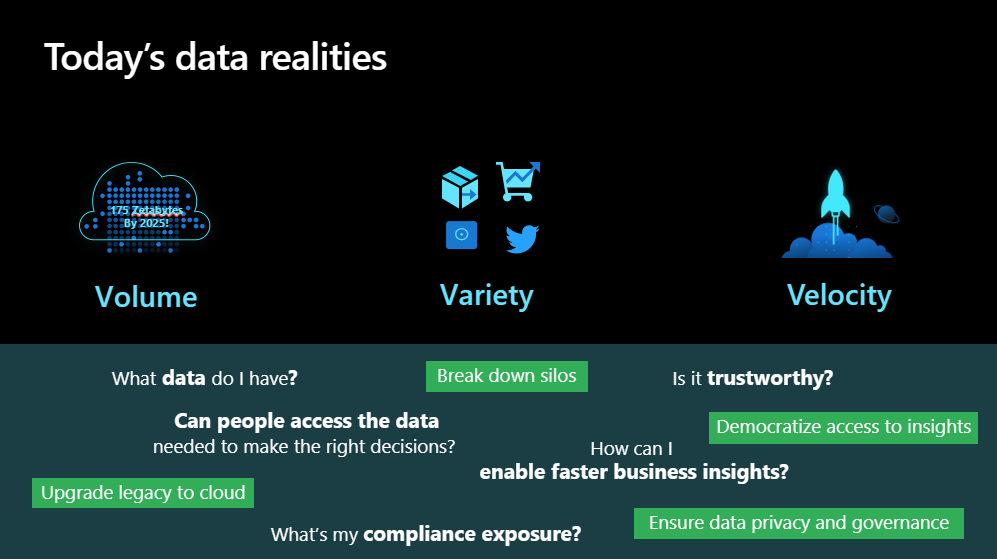 Today's data realities
175 Zetabytes
By 2025!
Volume
Variety
Velocity
What data do I have?
Break down silos
Is it trustworthy?
Can people access the data
needed to make the right decisions?
Democratize access to insights
How can I
enable faster business insights?
Upgrade legacy to cloud
What's my compliance exposure?
Ensure data privacy and governance